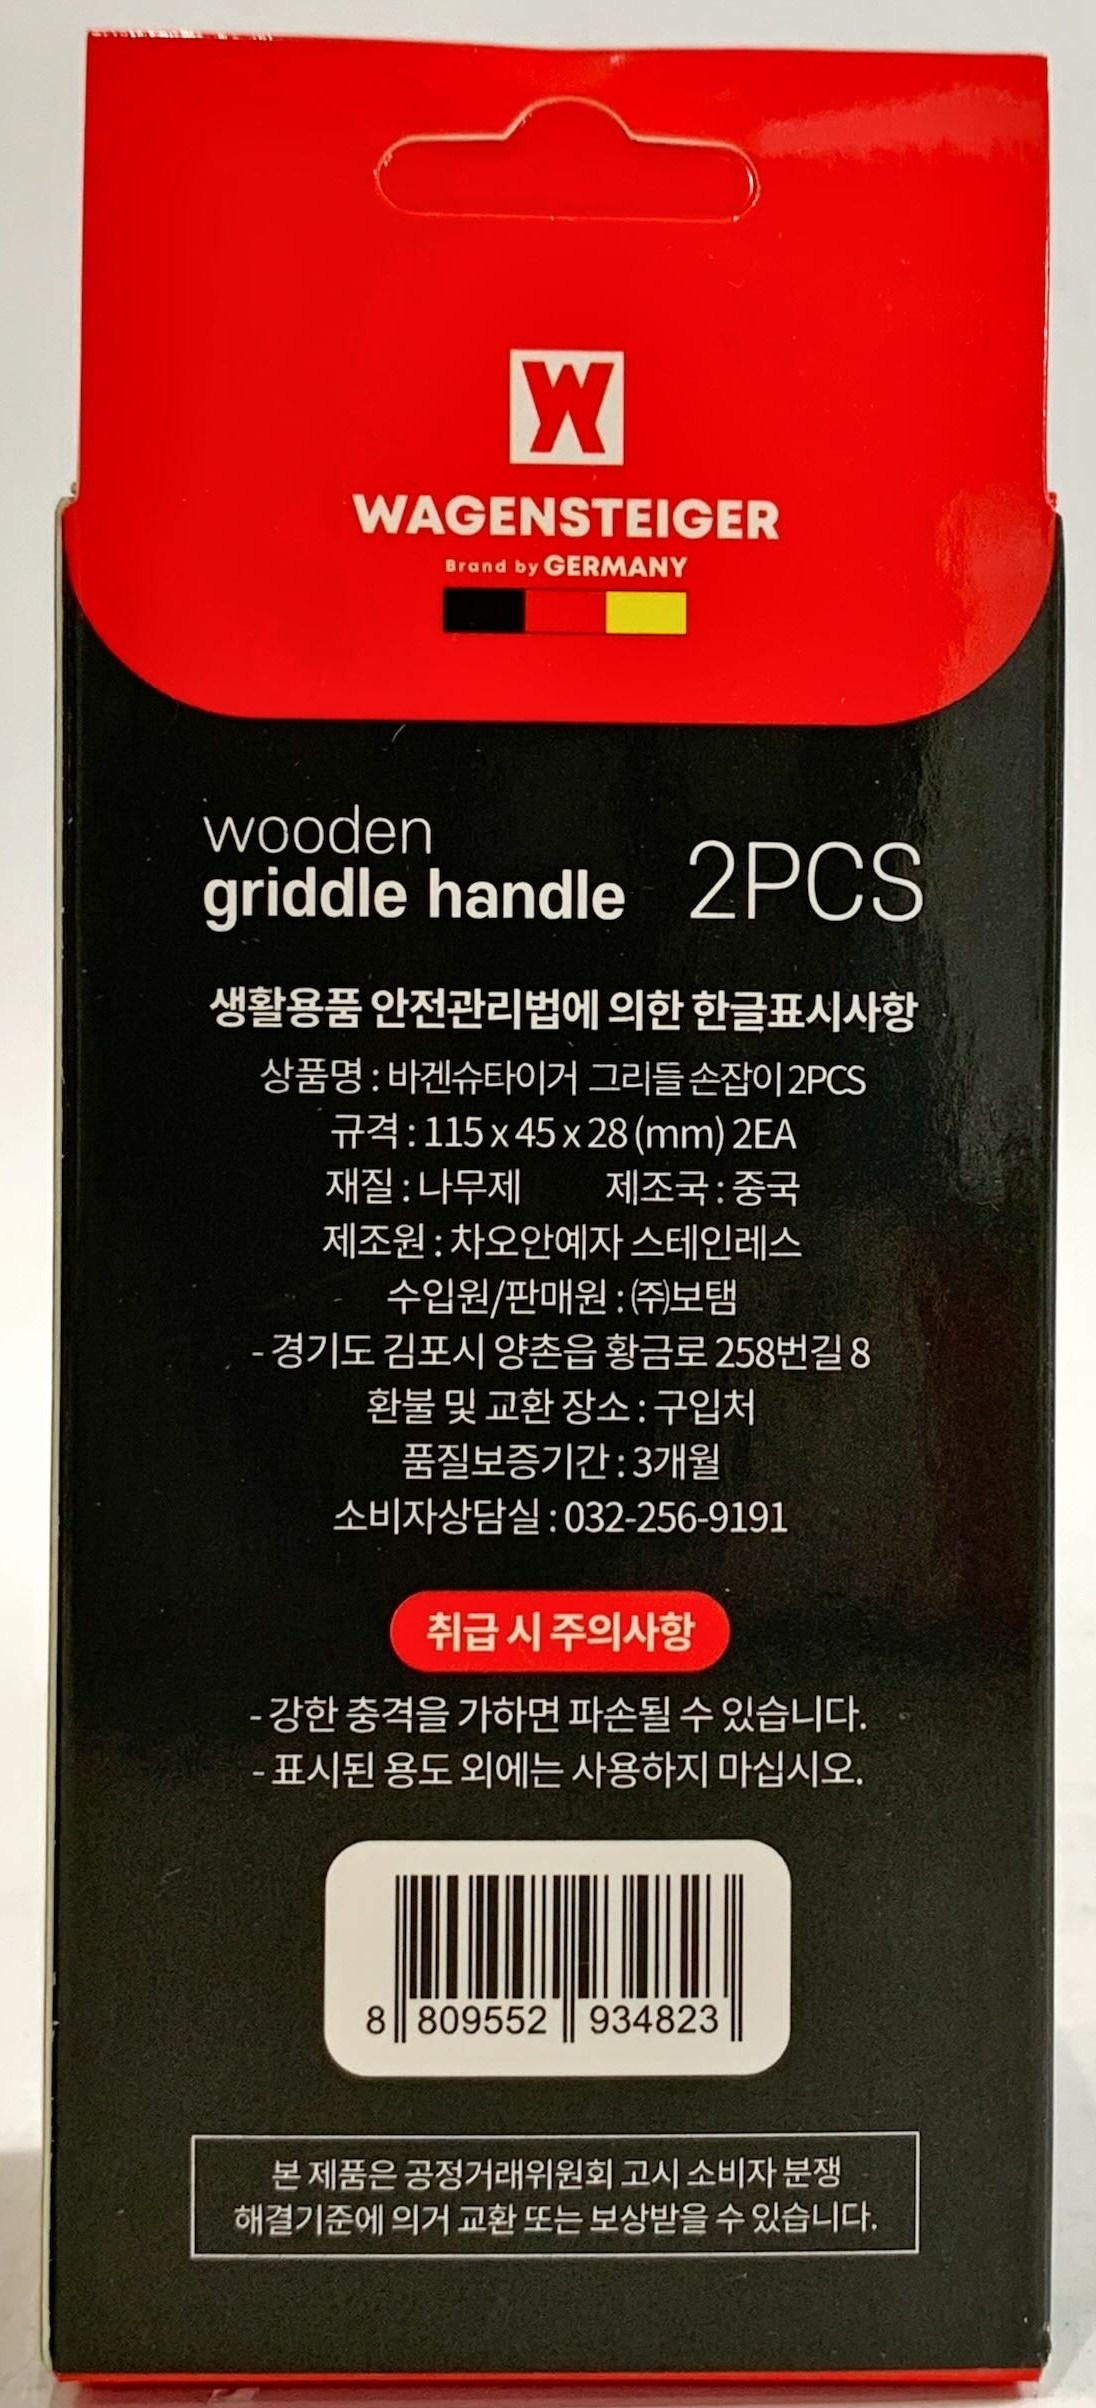 W
WAGENSTEIGER
Brand by GERMANY
wooden
griddle handle 2PCS
생활용품 안전관리법에 의한 한글표시사항
상품명 : 바겐슈타이거 그리들 손잡이 2PCS
규격 : 115 x 45 x 28 (mm) 2EA
재질 : 나무제 제조국 : 중국
제조원 : 차오안예자 스테인레스
수입원/판매원 : ㈜보탬
- 경기도 김포시 양촌읍 황금로 258번길 8
환불 및 교환 장소 : 구입처
품질보증기간 : 3개월
소비자상담실 : 032-256-9191
취급 시 주의사항
- 강한 충격을 가하면 파손될 수 있습니다.
- 표시된 용도 외에는 사용하지 마십시오.
8 809552 934823
본 제품은 공정거래위원회 고시 소비자 분쟁
해결기준에 의거 교환 또는 보상받을 수 있습니다.